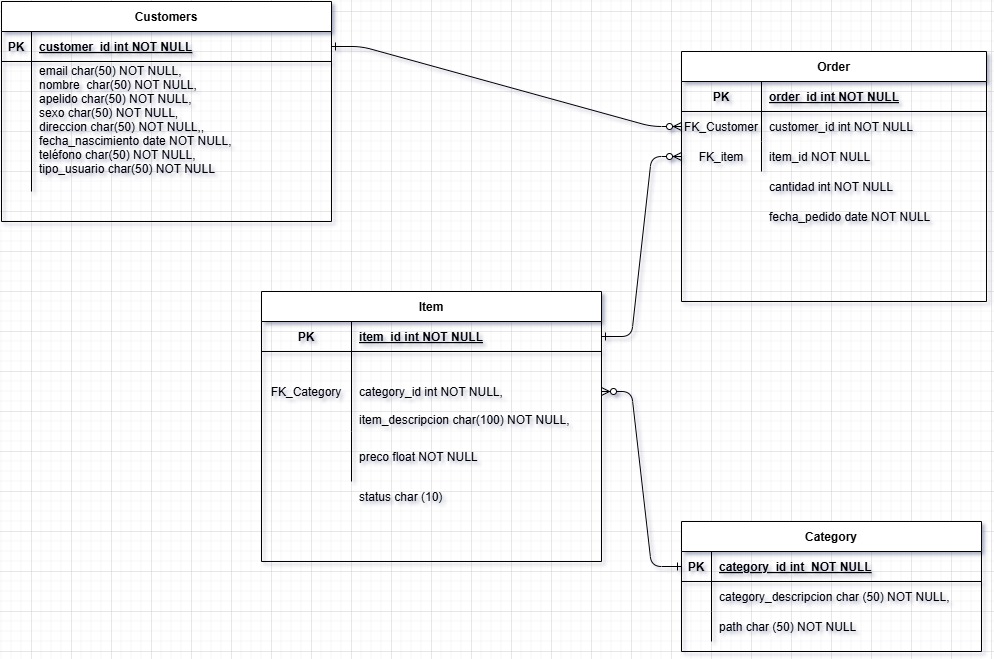 Customers
PK customer_id int NOT NULL
email char(50) NOT NULL,
nombre  char(50) NOT NULL,
apelido char(50) NOT NULL,
sexo char(50) NOT NULL,
direccion char(50) NOT NULL,,
fecha_nascimiento date NOT NULL,
teléfono char(50) NOT NULL,
tipo_usuario char(50) NOT NULL
Order
PK order_id int NOT NULL
FK_Customer customer_id int NOT NULL
FK_item item_id NOT NULL
cantidad int NOT NULL
fecha_pedido date NOT NULL
Item
PK item_id int NOT NULL
FK_Category category_id int NOT NULL,
item_descripcion char(100) NOT NULL,
preco float NOT NULL
status char (10)
Category
PK category_id int  NOT NULL
category_descripcion char (50) NOT NULL,
path char (50) NOT NULL